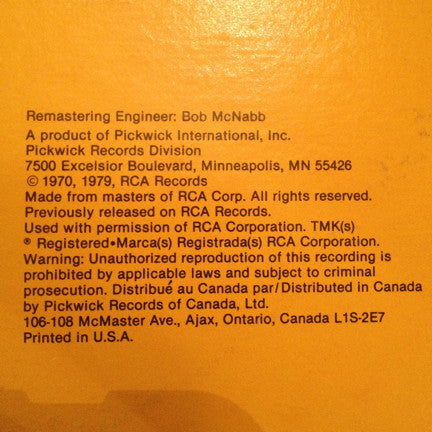 Remastering Engineer: Bob McNabb
A product of Pickwick International, Inc.
Pickwick Records Division
7500 Excelsior Boulevard, Minneapolis, MN 55426
© 1970, 1979, RCA Records
Made from masters of RCA Corp. All rights reserved.
Previously released on RCA Records.
Used with permission of RCA Corporation. TMK(s)
® Registered•Marca(s) Registrada(s) RCA Corporation.
Warning: Unauthorized reproduction of this recording is
prohibited by applicable laws and subject to criminal
prosecution. Distribué au Canada par/Distributed in Canada
by Pickwick Records of Canada, Ltd.
106-108 McMaster Ave., Ajax, Ontario, Canada L1S-2E7
Printed in U.S.A.